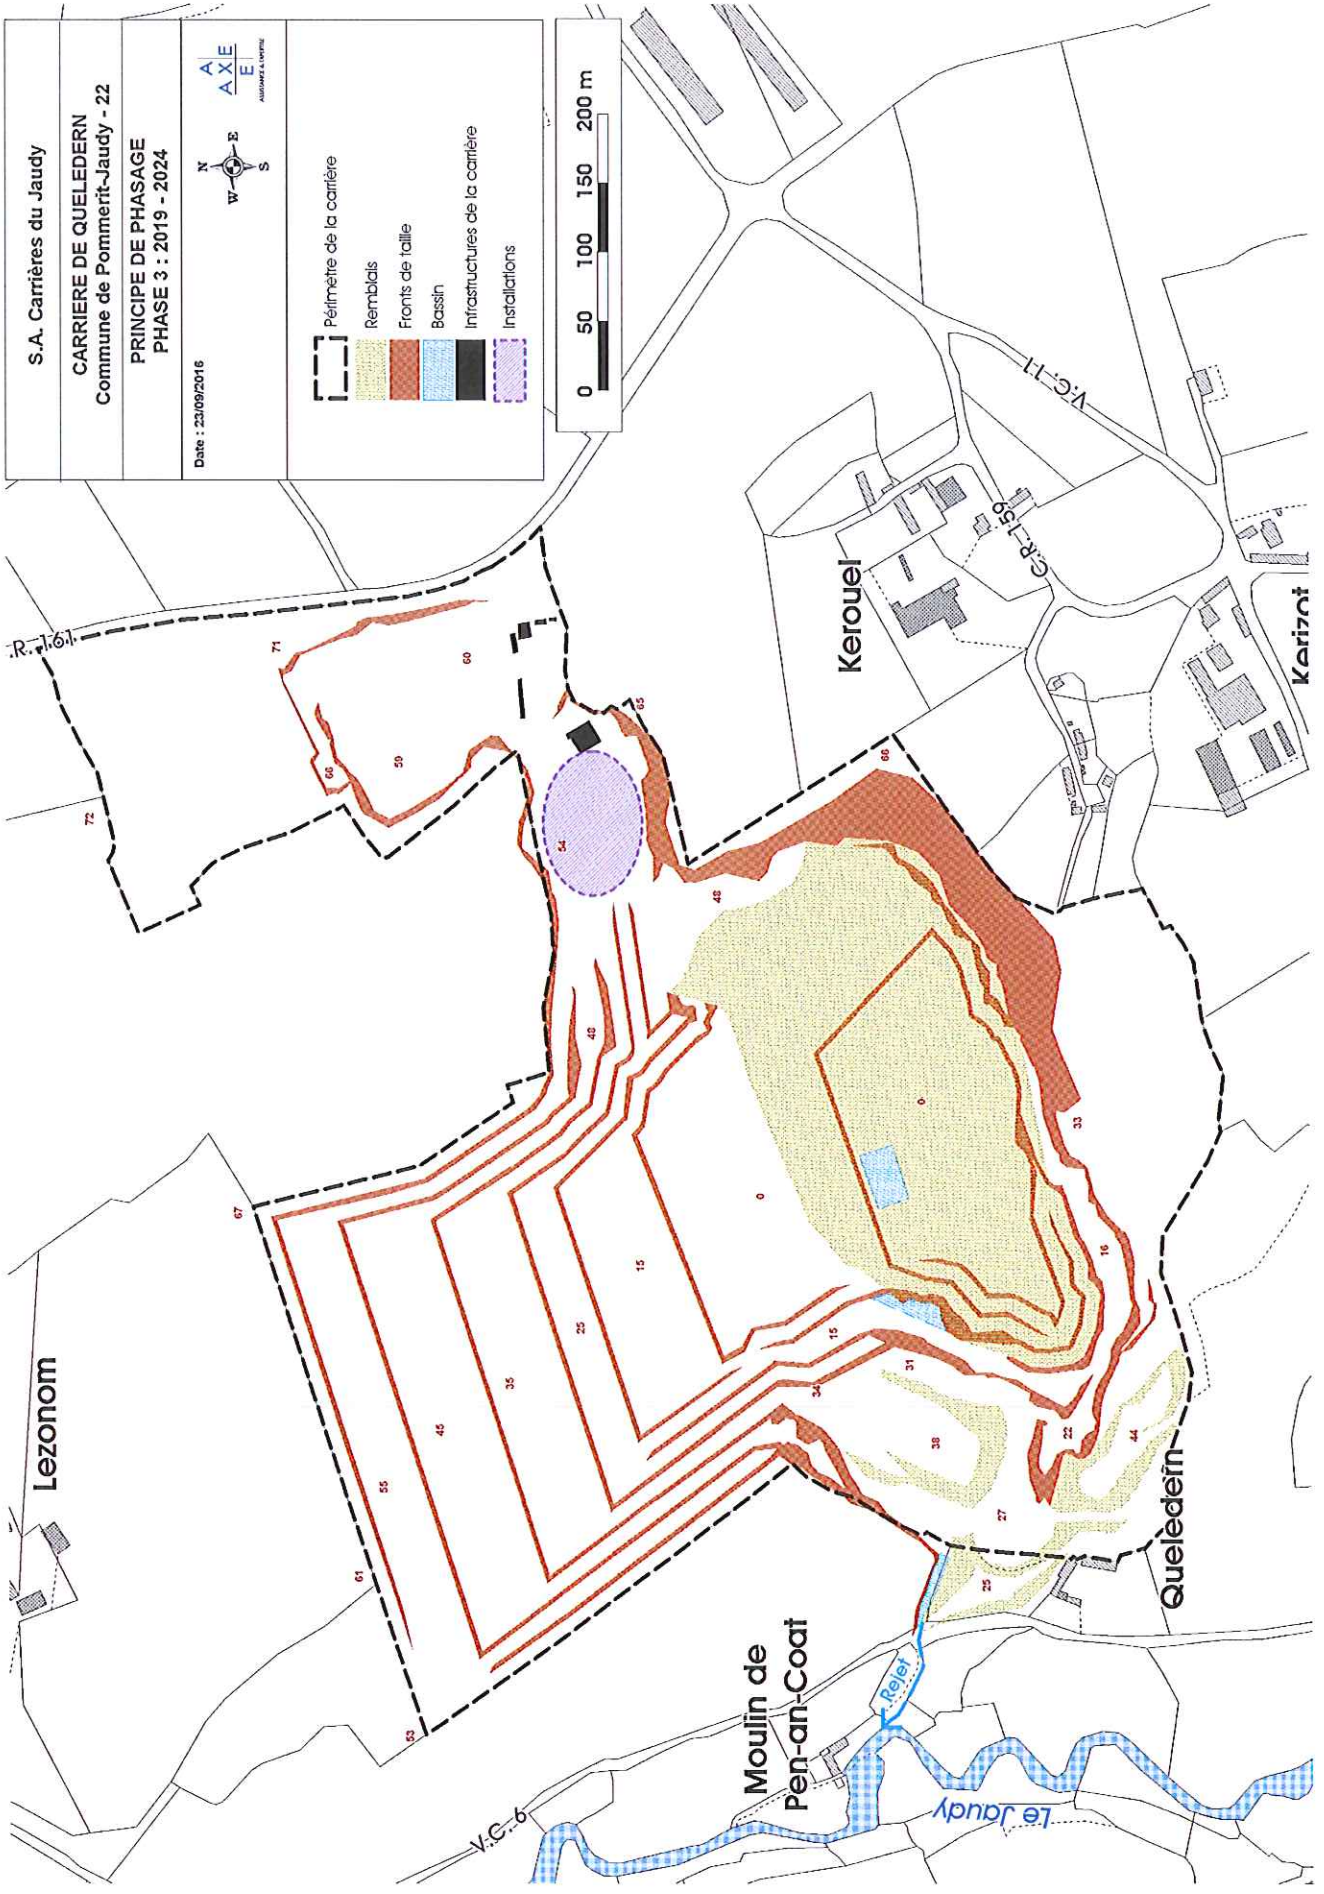 S.A. Carrières du Jaudy
CARRIERE DE QUELEDERN
Commune de Pommerit-Jaudy - 22
PRINCIPE DE PHASAGE
PHASE 3 : 2019 - 2024
Date : 23/09/2016
N
W
E
S
A
A X E
E
Périmètre de la carrière
Remblais
Fronts de taille
Bassin
Infrastructures de la carrière
Installations
0 50 100 150 200 m
Lezonom
.R. 161
72
71
66
59
60
54
65
48
68
48
67
61
55
53
45
35
25
15
0
0
33
16
15
31
34
38
22
44
27
25
Kerouel
C.R. 159
V.C. 11
Kerizot
Queledern
Moulin de
Pen-an-Coat
Rejet
V.C. 6
Le Jaudy